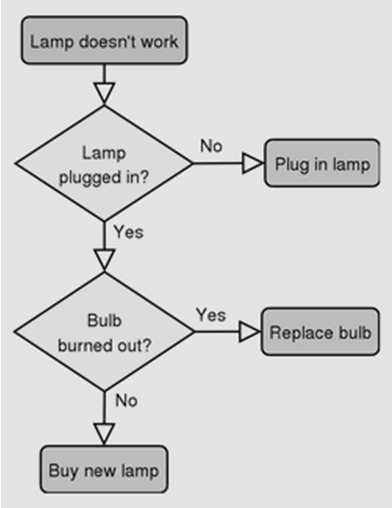 Lamp doesn't work
Lamp
plugged in?
No
Plug in lamp
Yes
Bulb
burned out?
Yes
Replace bulb
No
Buy new lamp